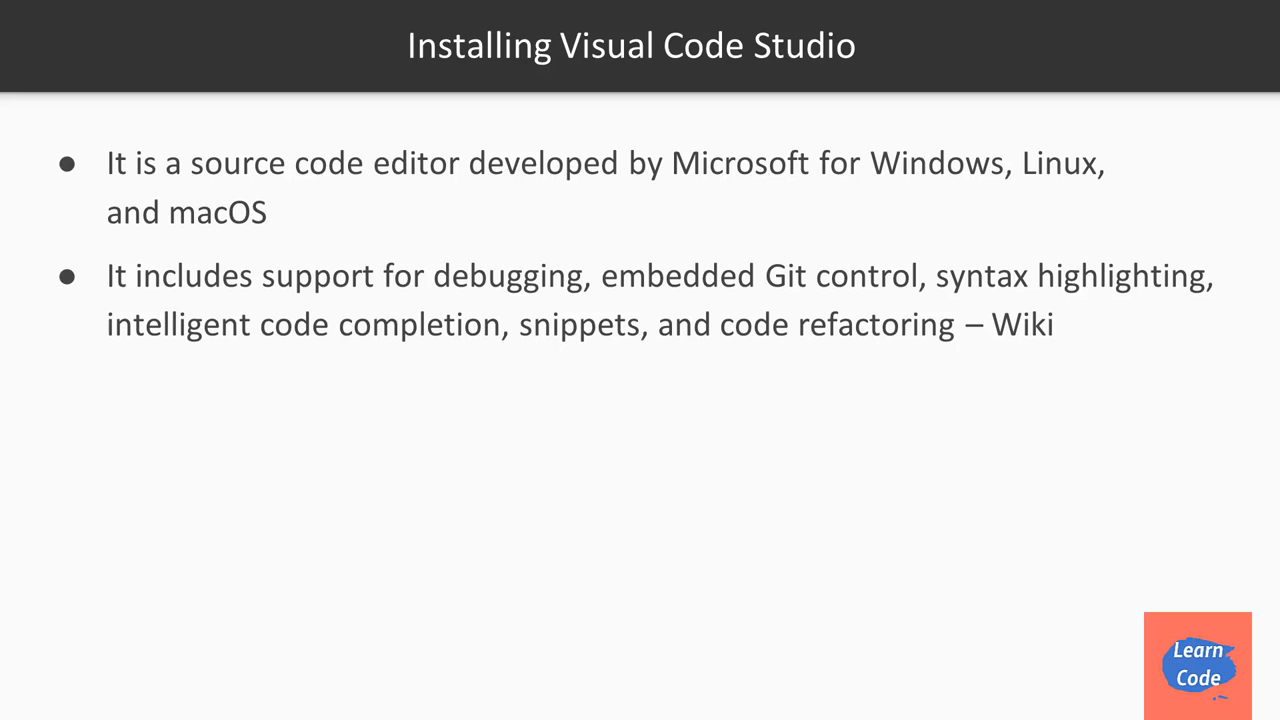 Installing Visual Code Studio
● It is a source code editor developed by Microsoft for Windows, Linux,
and macOS
● It includes support for debugging, embedded Git control, syntax highlighting,
intelligent code completion, snippets, and code refactoring – Wiki
Learn
Code